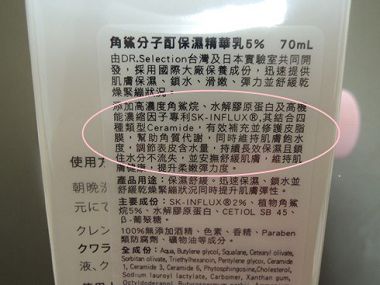 角鯊分子酊保濕精華乳5% 70mL
由DR.Selection台灣及日本實驗室共同開
發,採用國際大廠保養成份,迅速提供
肌膚保濕、鎖水、滑嫩、彈力並舒緩乾
燥緊繃狀況。
添加高濃度角鯊烷、水解膠原蛋白及高機
能濃縮因子專利SK-INFLUX®,其結合四
種類型Ceramide,有效補充並修護皮脂
膜,幫助角質代謝,同時維持肌膚飽水
度,調節表皮含水量,持續長效保濕且鎖
住水分不流失,並安撫舒緩肌膚,維持肌
膚健康,提升柔嫩彈力度。
產品用途:保濕舒緩、迅速保濕、鎖水並
舒緩乾燥緊繃狀況同時提升肌膚彈性。
主要成份:SK-INFLUX®2%、植物角鯊
烷5%、水解膠原蛋白、CETIOL SB 45、
β-葡聚糖。
100%無添加酒精、色素、香精、Paraben
類防腐劑、礦物油等成分。
全成份:Aqua, Butylene glycol, Squalane, Cetearyl olivate,
Sorbitan olivate, Triethylhexanoin, Pentylene glycol, Ceramide
1, Ceramide 3, Ceramide 6, Phytosphingosine, Cholesterol,
Sodium lauroyl lactylate, Carbomer, Xanthan gum,
使用方
朝晚
元にて
クレン
クワラ
液、ク